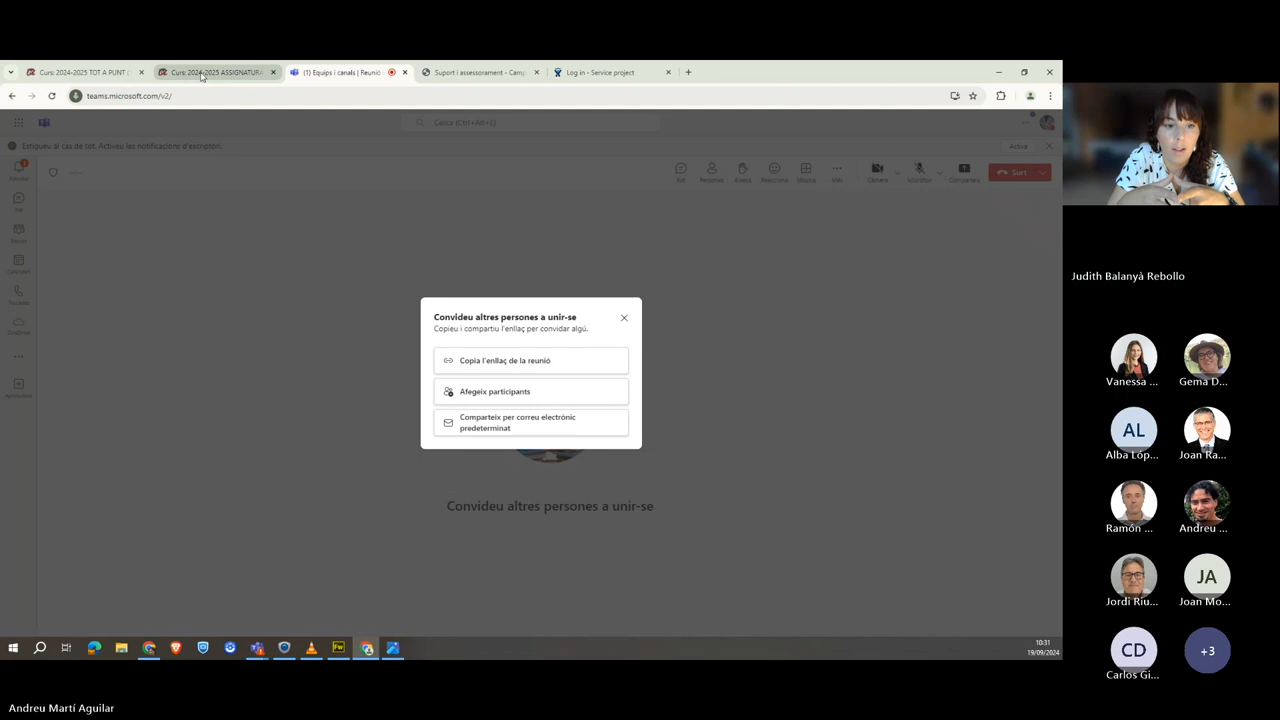 Curs: 2024-2025 TOT A PUNT (
Curs: 2024-2025 ASSIGNATURA
(1) Equips i canals | Reunió
Suport i assessorament - Camp
Log in - Service project
teams.microsoft.com/v2/
Cerca (Ctrl+Alt+E)
Estigueu al cas de tot. Activeu les notificacions d'escriptori.
Activa
Xat
Persones
Reaccions
Més
Càmera
Micròfon
Comparteix
Surt
Convideu altres persones a unir-se
Copieu i compartiu l'enllaç per convidar algú.
Copia l'enllaç de la reunió
Afegeix participants
Comparteix per correu electrònic
predeterminat
Convideu altres persones a unir-se
10:31
19/09/2024
Judith Balanyà Rebollo
Vanessa ...
Gema D...
AL
Alba Lóp...
Joan Ra...
Ramón ...
Andreu ...
Jordi Riu...
JA
Joan Mo...
CD
Carlos Gi...
+3
Andreu Martí Aguilar